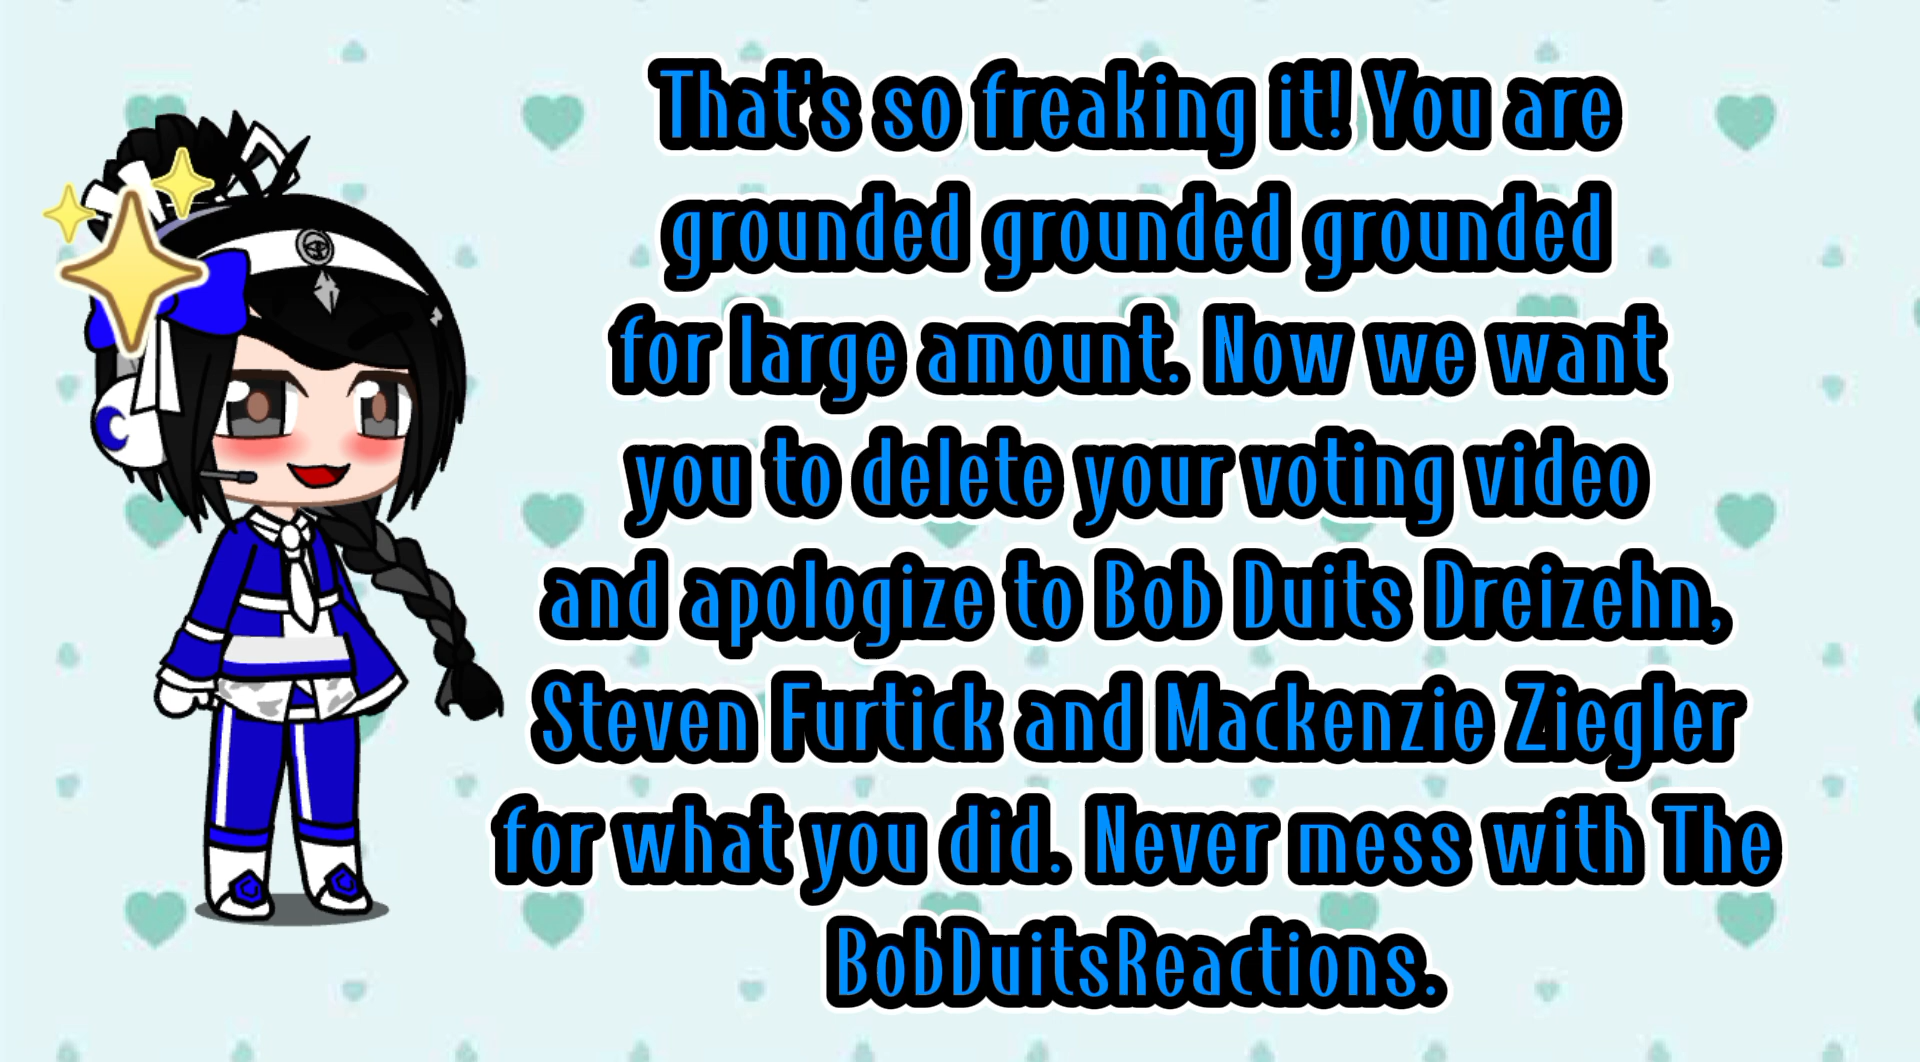 That's so freaking it! You are
grounded grounded grounded
for large amount. Now we want
you to delete your voting video
and apologize to Bob Duits Dreizehn,
Steven Furtick and Mackenzie Ziegler
for what you did. Never mess with The
BobDuitsReactions.